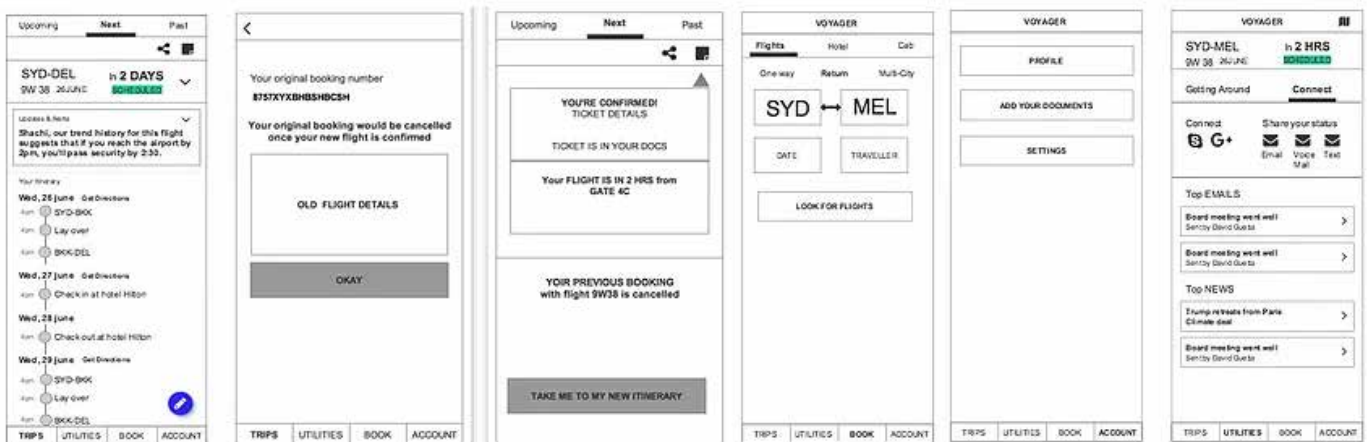 Upcoming Next Past
SYD-DEL
In 2 DAYS
9W 38 26JUNE
SCHEDULED
Updates & Alerts
Shachi, our trend history for this flight
suggests that if you reach the airport by
2pm, you'll pass security by 2:30.
Your Itinerary
Wed, 26 june Get Directions
4pm SYD-BKK
4pm Lay over
4pm BKK-DEL
Wed, 27 june Get Directions
4pm Check in at hotel Hilton
Wed, 28 june
4pm Check out at hotel Hilton
Wed, 29 june Get Directions
4pm SYD-BKK
4pm Lay over
4pm BKK-DEL
TRIPS UTILITIES BOOK ACCOUNT
Your original booking number
8757XYXBHBSHBCSH
Your original booking would be cancelled
once your new flight is confirmed
OLD FLIGHT DETAILS
OKAY
TRIPS UTILITIES BOOK ACCOUNT
Upcoming Next Past
YOU'RE CONFIRMED!
TICKET DETAILS
TICKET IS IN YOUR DOCS
Your FLIGHT IS IN 2 HRS from
GATE 4C
YOIR PREVIOUS BOOKING
with flight 9W38 is cancelled
TAKE ME TO MY NEW ITINERARY
VOYAGER
Flights Hotel Cab
One way Return Multi-City
SYD MEL
DATE TRAVELLER
LOOK FOR FLIGHTS
TRIPS UTILITIES BOOK ACCOUNT
VOYAGER
PROFILE
ADD YOUR DOCUMENTS
SETTINGS
TRIPS UTILITIES BOOK ACCOUNT
VOYAGER
SYD-MEL
In 2 HRS
9W 38 26JUNE
SCHEDULED
Getting Around Connect
Connect Share your status
G+
Email Voice Mail Text
Top EMAILS
Board meeting went well
Sent by David Guetta
Board meeting went well
Sent by David Guetta
Top NEWS
Trump retreats from Paris
Climate deal
Board meeting went well
Sent by David Guetta
TRIPS UTILITIES BOOK ACCOUNT